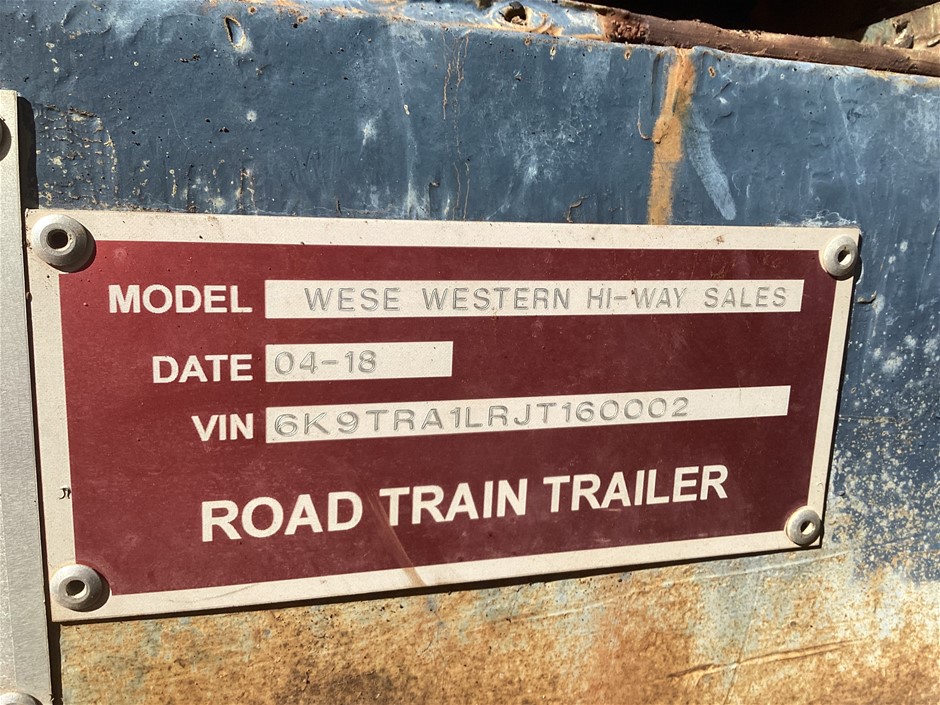 MODEL WESE WESTERN HI-WAY SALES
DATE 04-18
VIN 6K9TRA1LRJT160002
ROAD TRAIN TRAILER